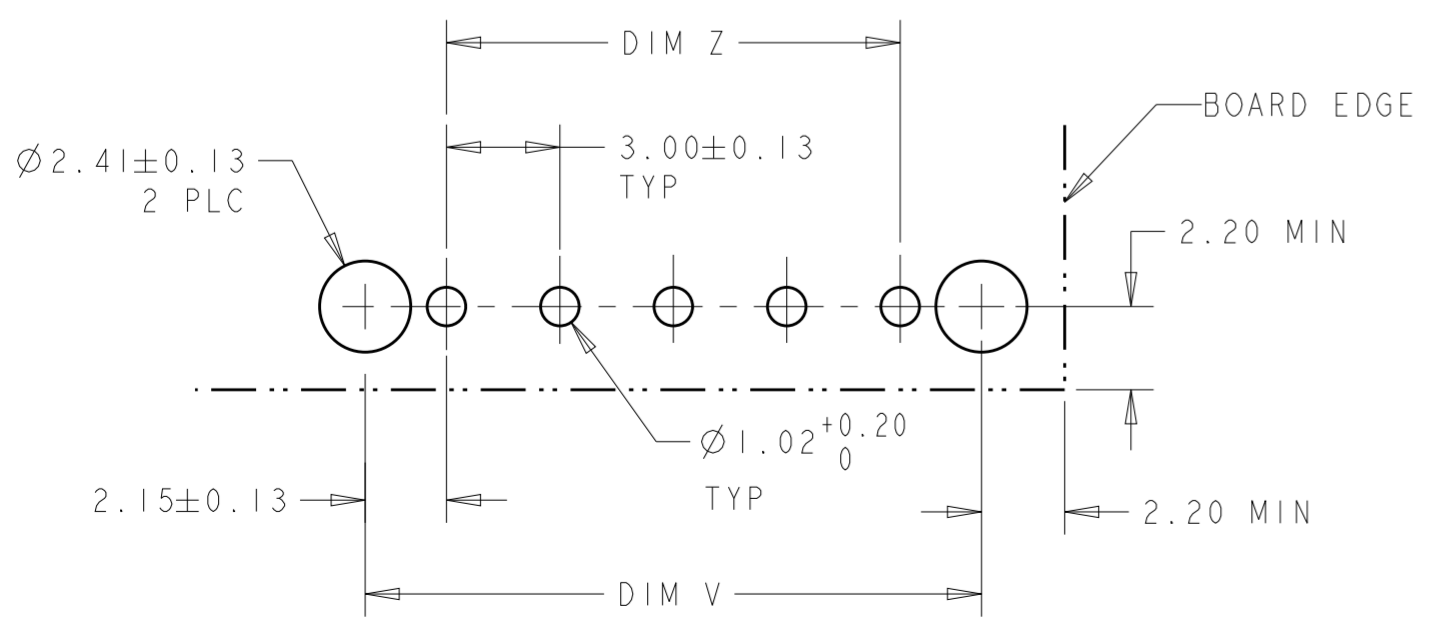 DIM Z
BOARD EDGE
3.00±0.13
TYP
Ø2.41±0.13
2 PLC
2.20 MIN
Ø1.02 +0.20
0
TYP
2.15±0.13
2.20 MIN
DIM V